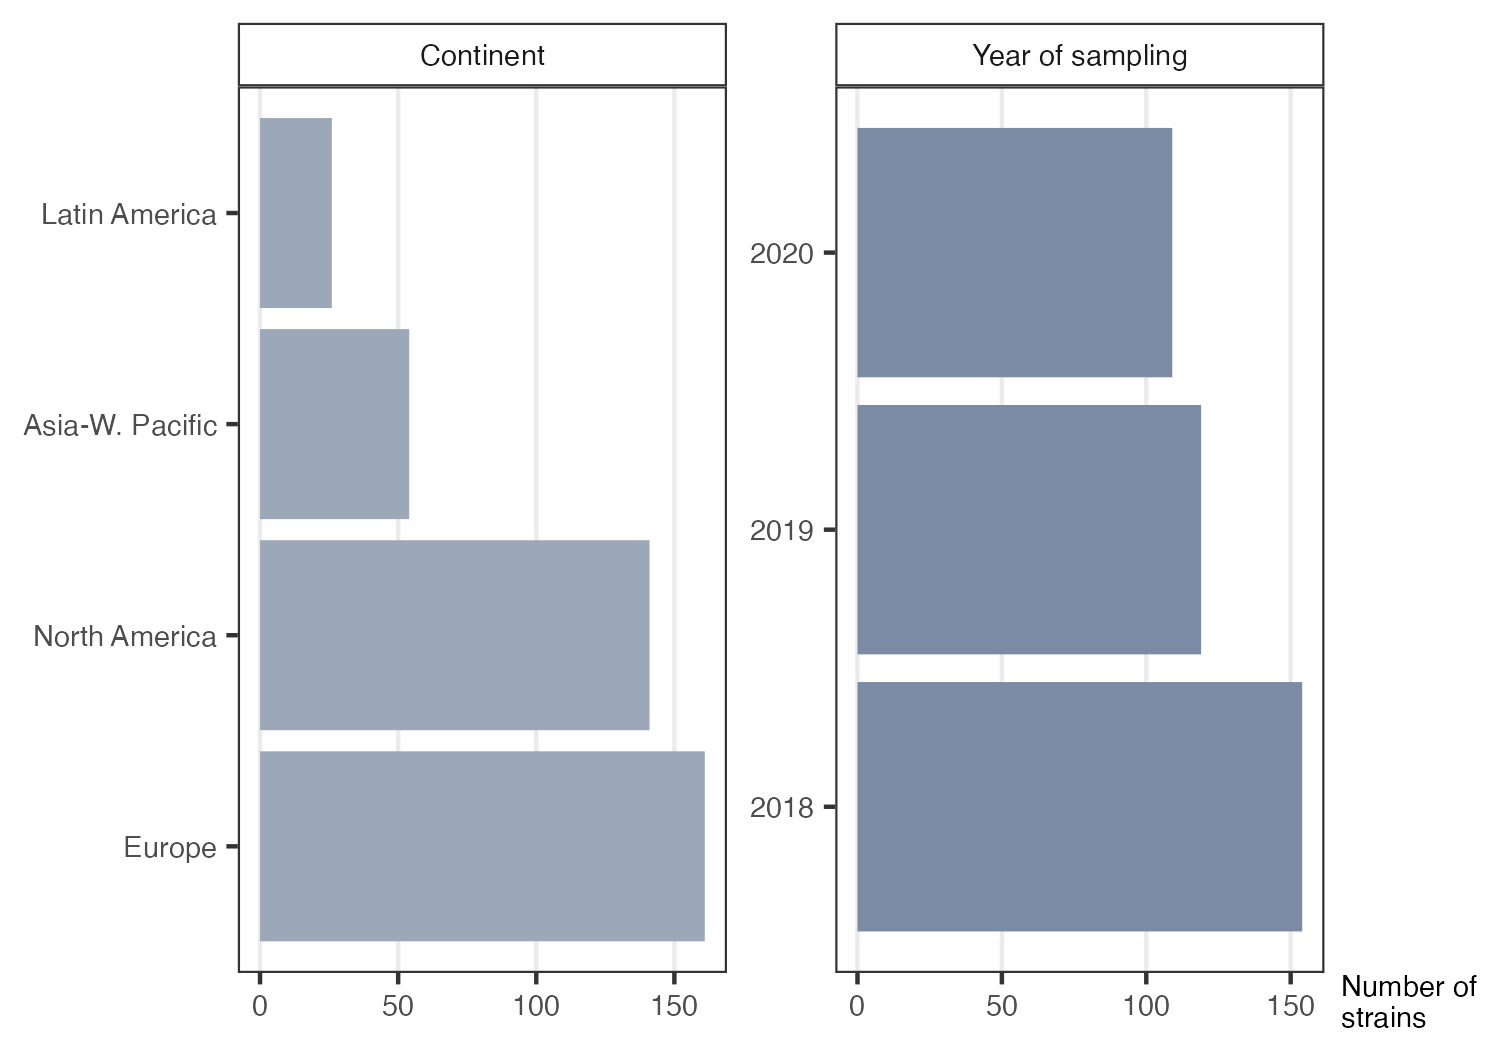 Continent
Year of sampling
Latin America
Asia-W. Pacific
North America
Europe
0 50 100 150
2020
2019
2018
0 50 100 150
Number of
strains